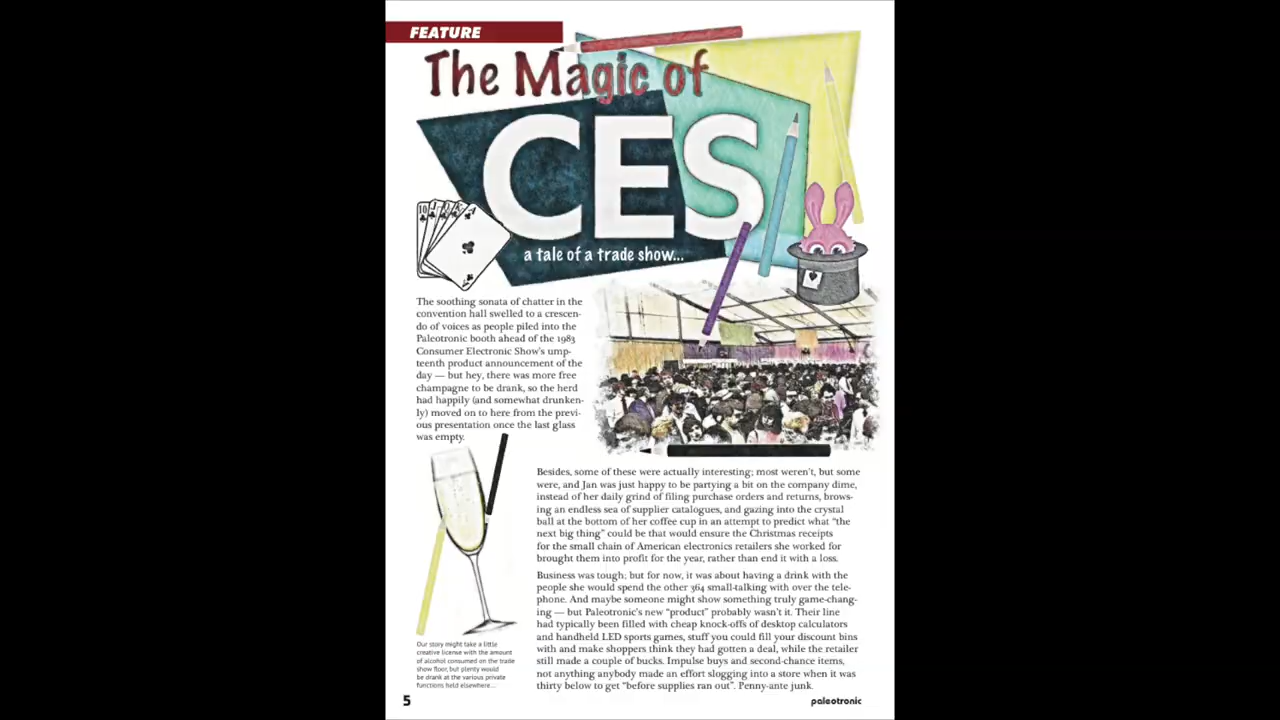 FEATURE
The Magic of
CES
a tale of a trade show...
The soothing sonata of chatter in the
convention hall swelled to a crescen-
do of voices as people piled into the
Paleotronic booth ahead of the 1983
Consumer Electronic Show's ump-
teenth product announcement of the
day — but hey, there was more free
champagne to be drank, so the herd
had happily (and somewhat drunken-
ly) moved on to here from the previ-
ous presentation once the last glass
was empty.
Besides, some of these were actually interesting; most weren't, but some
were, and Jan was just happy to be partying a bit on the company dime,
instead of her daily grind of filing purchase orders and returns, brows-
ing an endless sea of supplier catalogues, and gazing into the crystal
ball at the bottom of her coffee cup in an attempt to predict what "the
next big thing" could be that would ensure the Christmas receipts
for the small chain of American electronics retailers she worked for
brought them into profit for the year, rather than end it with a loss.
Business was tough; but for now, it was about having a drink with the
people she would spend the other 364 small-talking with over the tele-
phone. And maybe someone might show something truly game-chang-
ing — but Paleotronic's new "product" probably wasn't it. Their line
had typically been filled with cheap knock-offs of desktop calculators
and handheld LED sports games, stuff you could fill your discount bins
with and make shoppers think they had gotten a deal, while the retailer
still made a couple of bucks. Impulse buys and second-chance items,
not anything anybody made an effort slogging into a store when it was
thirty below to get "before supplies ran out". Penny-ante junk.
Our story might take a little
creative license with the amount
of alcohol consumed on the trade
show floor, but plenty would
be drank at the various private
functions held elsewhere...
5
paleotronic